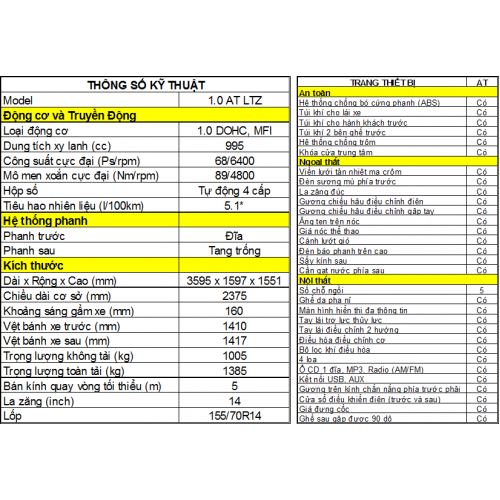 THÔNG SỐ KỸ THUẬT
Model 1.0 AT LTZ
Động cơ và Truyền Động
Loại động cơ 1.0 DOHC, MFI
Dung tích xy lanh (cc) 995
Công suất cực đại (Ps/rpm) 68/6400
Mô men xoắn cực đại (Nm/rpm) 89/4800
Hộp số Tự động 4 cấp
Tiêu hao nhiên liệu (l/100km) 5.1*
Hệ thống phanh
Phanh trước Đĩa
Phanh sau Tang trống
Kích thước
Dài x Rộng x Cao (mm) 3595 x 1597 x 1551
Chiều dài cơ sở (mm) 2375
Khoảng sáng gầm xe (mm) 160
Vệt bánh xe trước (mm) 1410
Vệt bánh xe sau (mm) 1417
Trọng lượng không tải (kg) 1005
Trọng lượng toàn tải (kg) 1385
Bán kính quay vòng tối thiểu (m) 5
La zăng (inch) 14
Lốp 155/70R14
TRANG THIẾT BỊ AT
An toàn
Hệ thống chống bó cứng phanh (ABS) Có
Túi khí cho lái xe Có
Túi khí cho hành khách trước Có
Túi khí 2 bên ghế trước Có
Hệ thống chống trộm Có
Khóa cửa trung tâm Có
Ngoại thất
Viền lưới tản nhiệt mạ crôm Có
Đèn sương mù phía trước Có
La zăng đúc Có
Gương chiếu hậu điều chỉnh điện Có
Gương chiếu hậu điều chỉnh gập tay Có
Ăng ten trên nóc Có
Giá nóc thể thao Có
Cánh lướt gió Có
Đèn báo phanh trên cao Có
Sấy kính sau Có
Cần gạt nước phía sau Có
Nội thất
Số chỗ ngồi 5
Ghế da pha nỉ Có
Màn hình hiển thị đa thông tin Có
Tay lái trợ lực thủy lực Có
Tay lái điều chỉnh 2 hướng Có
Điều hòa điều chỉnh cơ Có
Bộ lọc khí điều hòa Có
4 loa Có
Ổ CD 1 đĩa, MP3, Radio (AM/FM) Có
Kết nối USB, AUX Có
Gương trên kính chắn nắng phía trước phải Có
Cửa sổ điều khiển điện (trước và sau) Có
Giá đựng cốc Có
Ghế sau gập được 90 độ Có